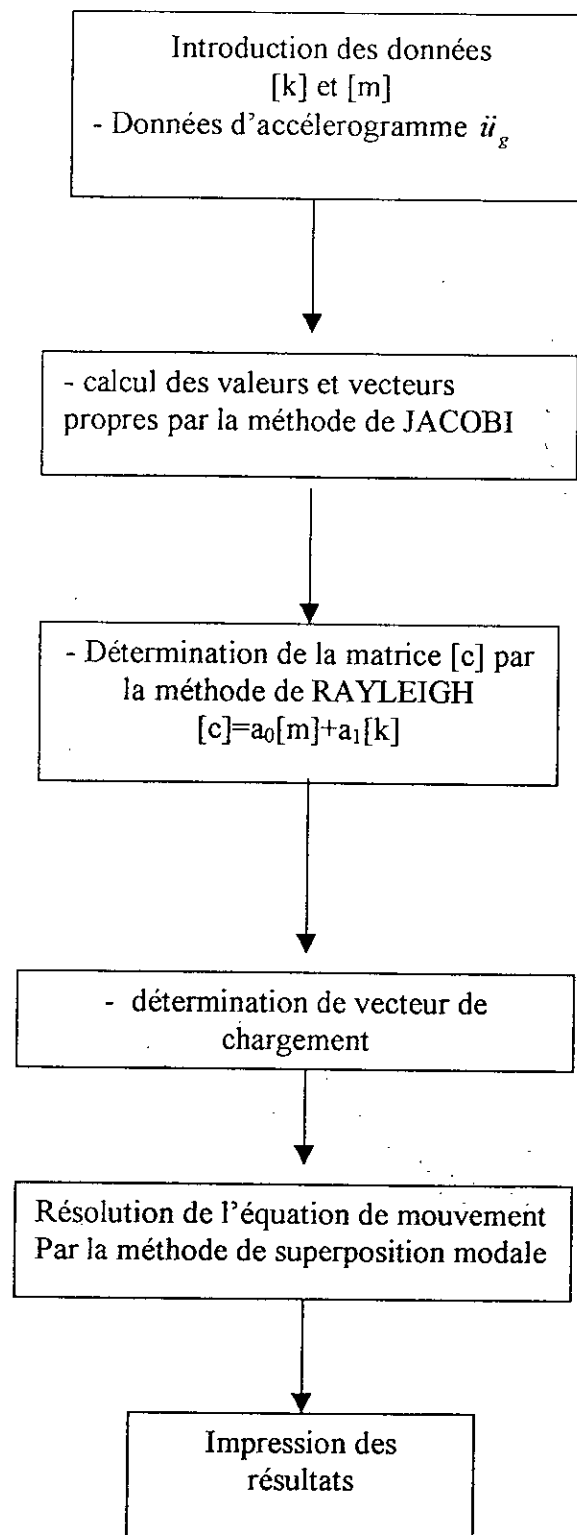 Introduction des données
[k] et [m]
- Données d'accélerogramme ü_g
- calcul des valeurs et vecteurs
propres par la méthode de JACOBI
- Détermination de la matrice [c] par
la méthode de RAYLEIGH
[c]=a₀[m]+a₁[k]
- détermination de vecteur de
chargement
Résolution de l'équation de mouvement
Par la méthode de superposition modale
Impression des
résultats